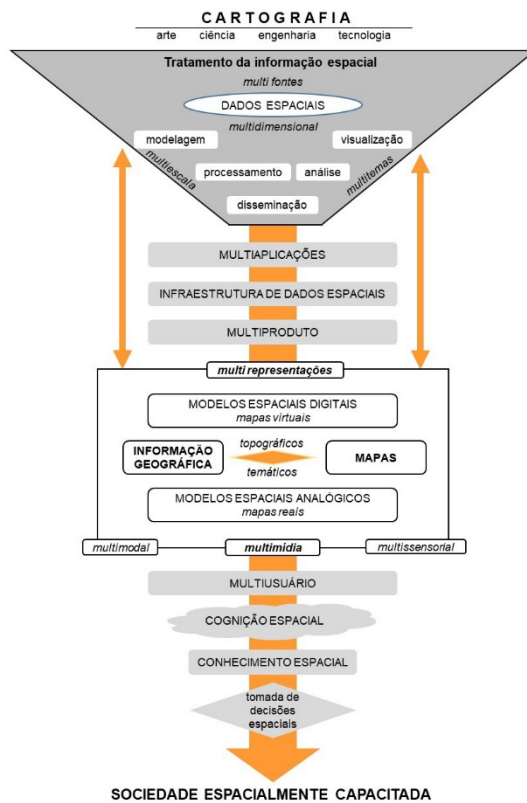 CARTOGRAFIA
arte ciência engenharia tecnologia
Tratamento da informação espacial
multi fontes
DADOS ESPACIAIS
multidimensional
modelagem visualização
multiescala multitemas
processamento análise
disseminação
MULTIAPLICAÇÕES
INFRAESTRUTURA DE DADOS ESPACIAIS
MULTIPRODUTO
multi representações
MODELOS ESPACIAIS DIGITAIS
mapas virtuais
INFORMAÇÃO
GEOGRÁFICA
topográficos
temáticos
MAPAS
MODELOS ESPACIAIS ANALÓGICOS
mapas reais
multimodal multimídia multissensorial
MULTIUSUÁRIO
COGNIÇÃO ESPACIAL
CONHECIMENTO ESPACIAL
tomada de
decisões
espaciais
SOCIEDADE ESPACIALMENTE CAPACITADA